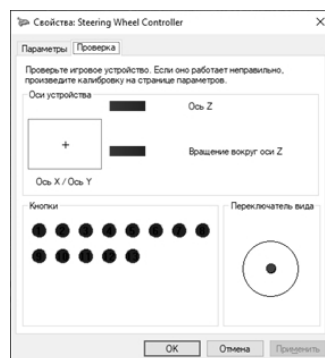 Свойства: Steering Wheel Controller
Параметры Проверка
Проверьте игровое устройство. Если оно работает неправильно,
произведите калибровку на странице параметров.
Оси устройства
Ось Z
Вращение вокруг оси Z
Ось X / Ось Y
Кнопки
Переключатель вида
OK Отмена Применить